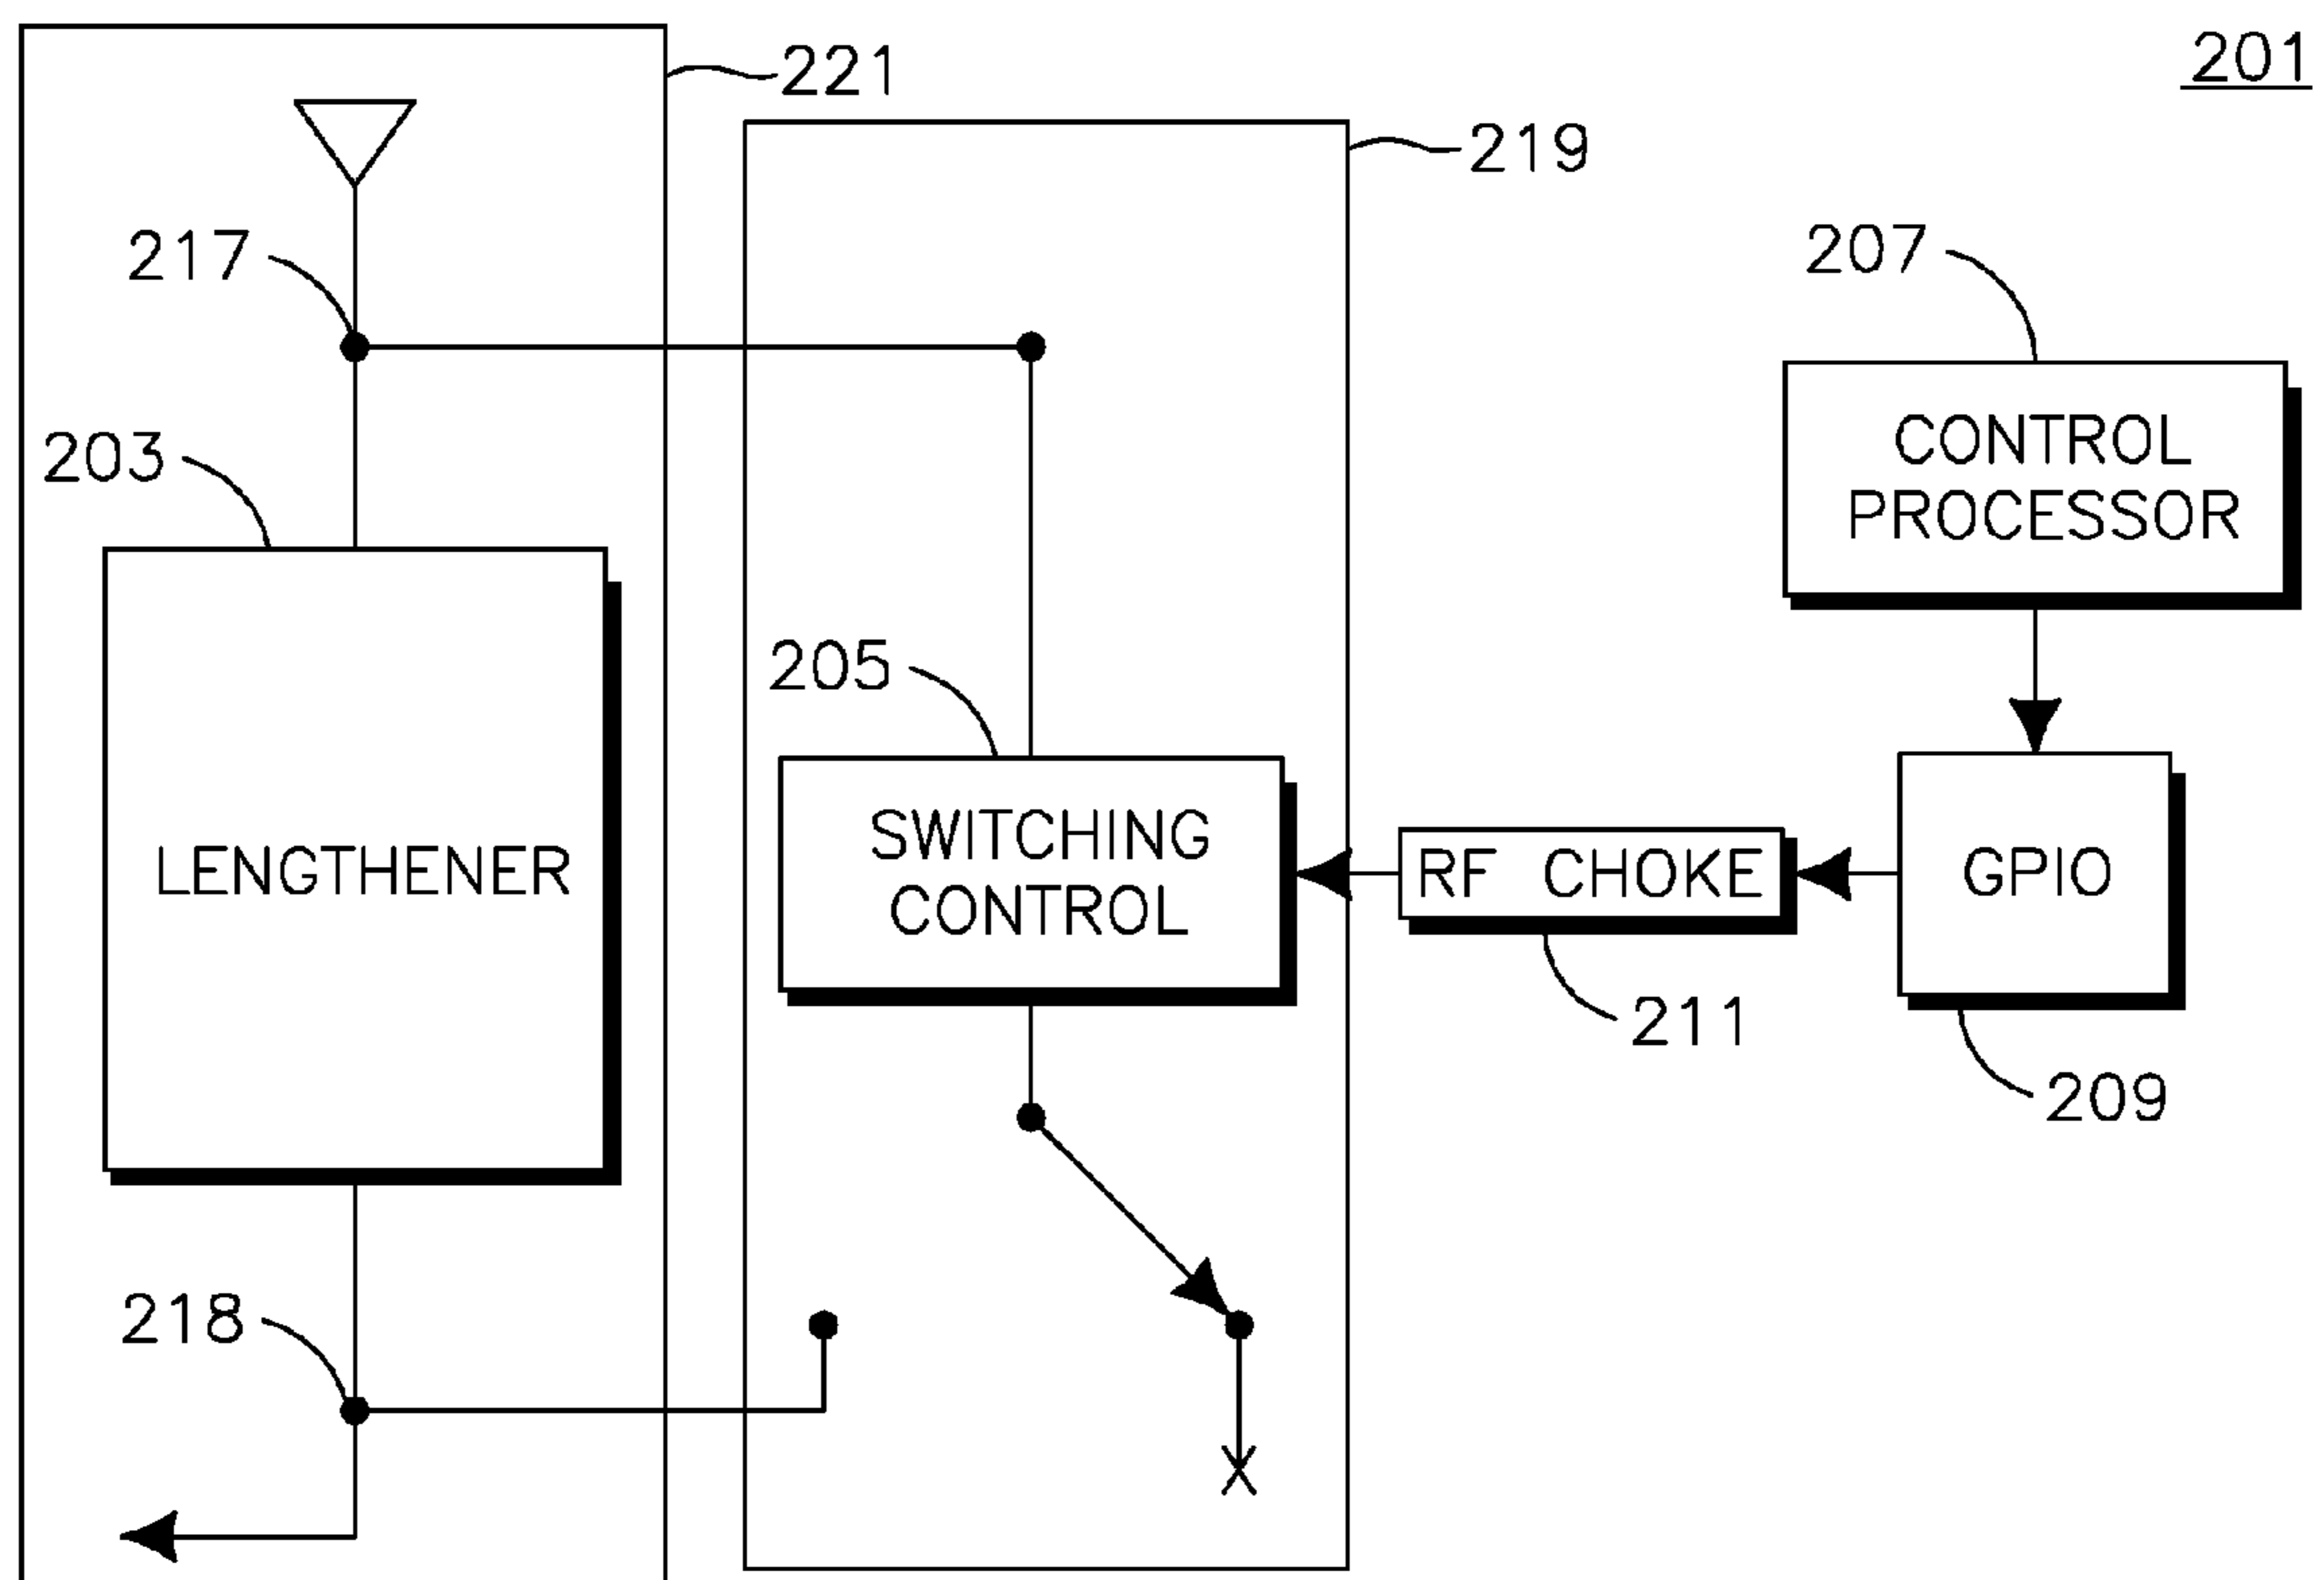 201
221
219
217
207
203
CONTROL
PROCESSOR
205
SWITCHING
CONTROL
LENGTHENER
RF CHOKE
GPIO
211
209
218
X